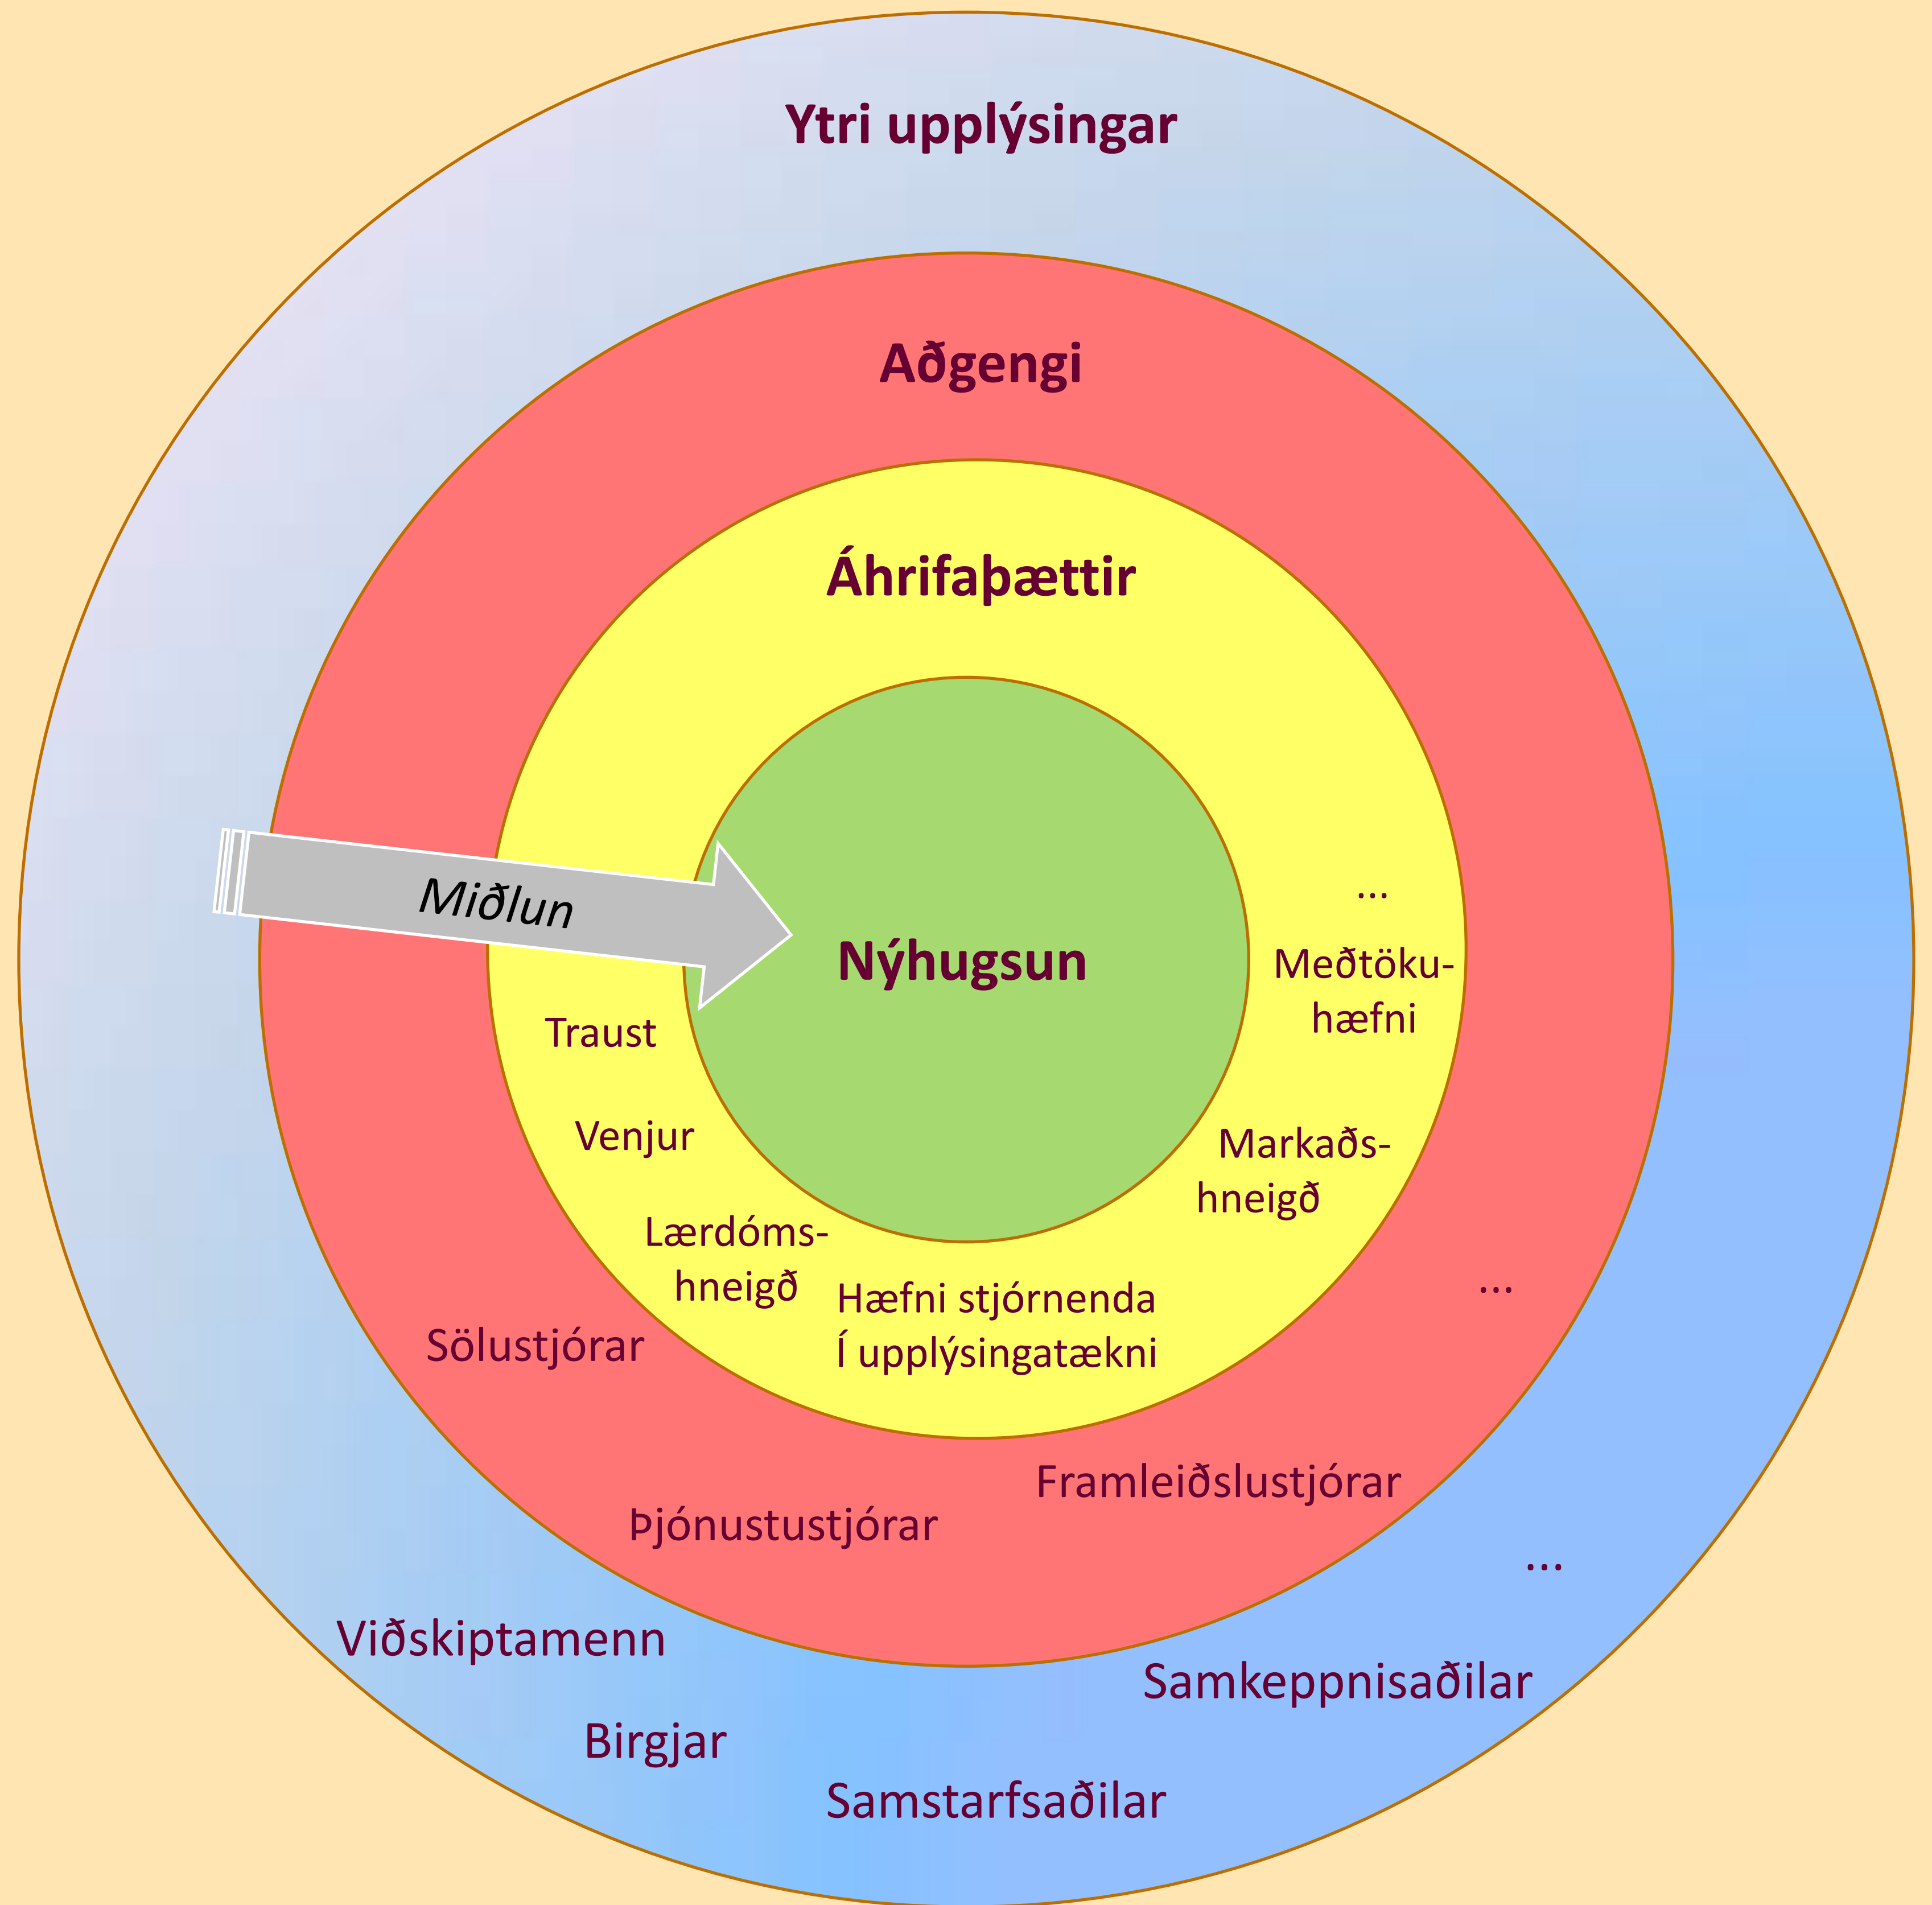 Ytri upplýsingar
Aðgengi
Áhrifaþættir
Miðlun
Nýhugsun
...
Meðtöku-
hæfni
Traust
Venjur
Markaðs-
hneigð
Lærdóms-
hneigð
Hæfni stjórnenda
Í upplýsingatækni
...
Sölustjórar
Framleiðslustjórar
Þjónustustjórar
...
Viðskiptamenn
Samkeppnisaðilar
Birgjar
Samstarfsaðilar